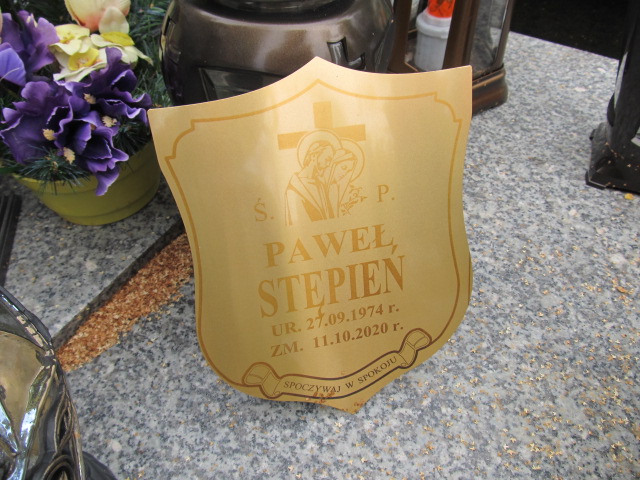 Ś. P.
PAWEŁ
STĘPIEŃ
UR. 27.09.1974 r.
ZM. 11.10.2020 r.
SPOCZYWAJ W SPOKOJU